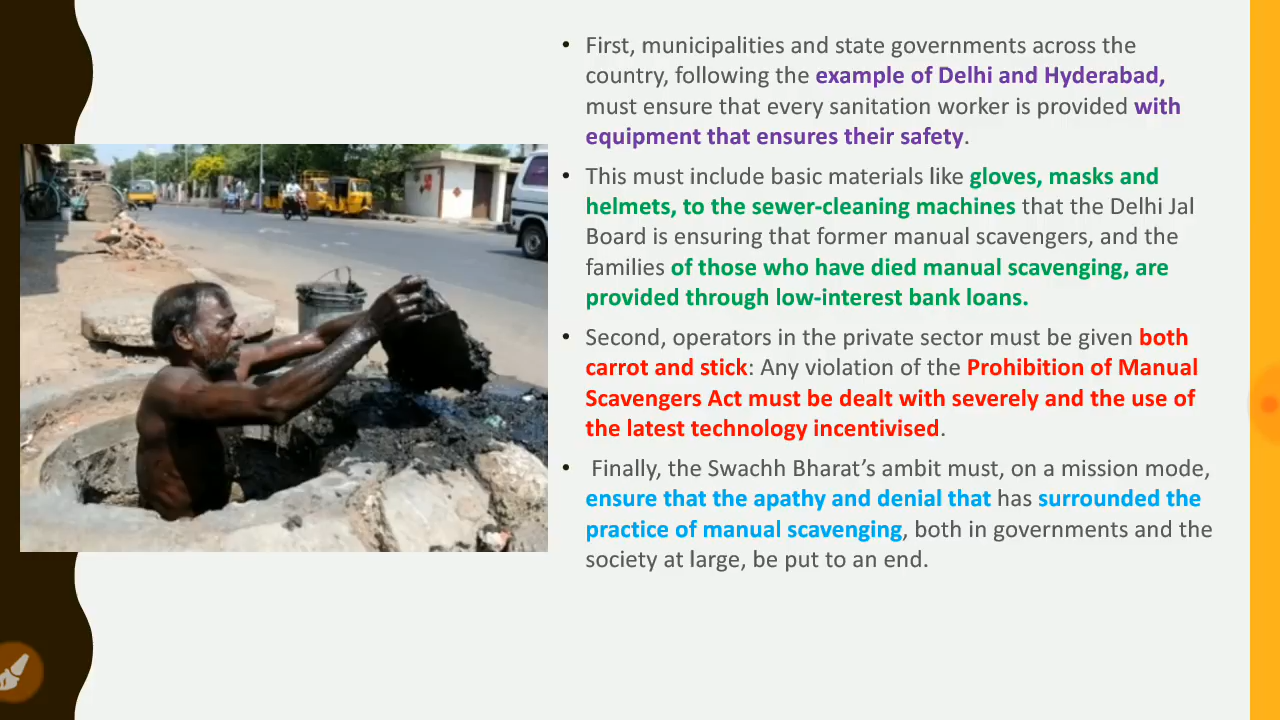 • First, municipalities and state governments across the
country, following the example of Delhi and Hyderabad,
must ensure that every sanitation worker is provided with
equipment that ensures their safety.
• This must include basic materials like gloves, masks and
helmets, to the sewer-cleaning machines that the Delhi Jal
Board is ensuring that former manual scavengers, and the
families of those who have died manual scavenging, are
provided through low-interest bank loans.
• Second, operators in the private sector must be given both
carrot and stick: Any violation of the Prohibition of Manual
Scavengers Act must be dealt with severely and the use of
the latest technology incentivised.
• Finally, the Swachh Bharat’s ambit must, on a mission mode,
ensure that the apathy and denial that has surrounded the
practice of manual scavenging, both in governments and the
society at large, be put to an end.